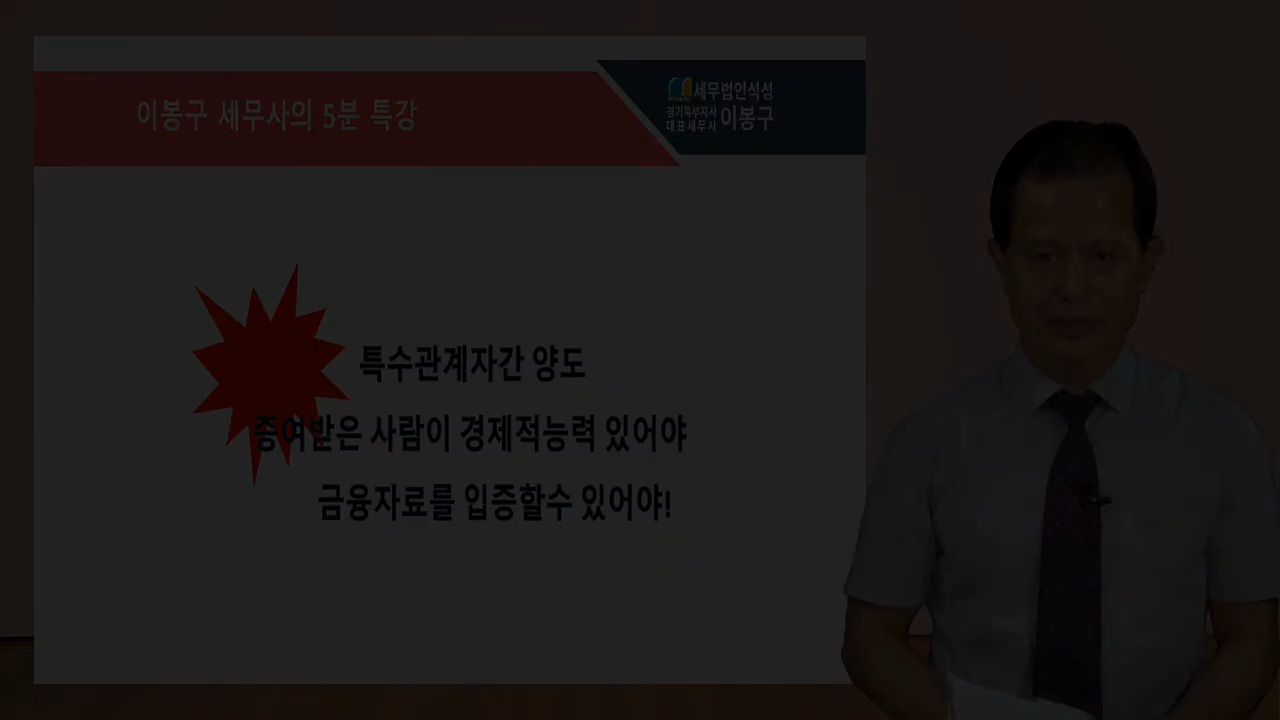 이봉구 세무사의 5분 특강
세무법인석성
경기북부지사
대표세무사 이봉구
특수관계자간 양도
증여받은 사람이 경제적능력 있어야
금융자료를 입증할수 있어야!